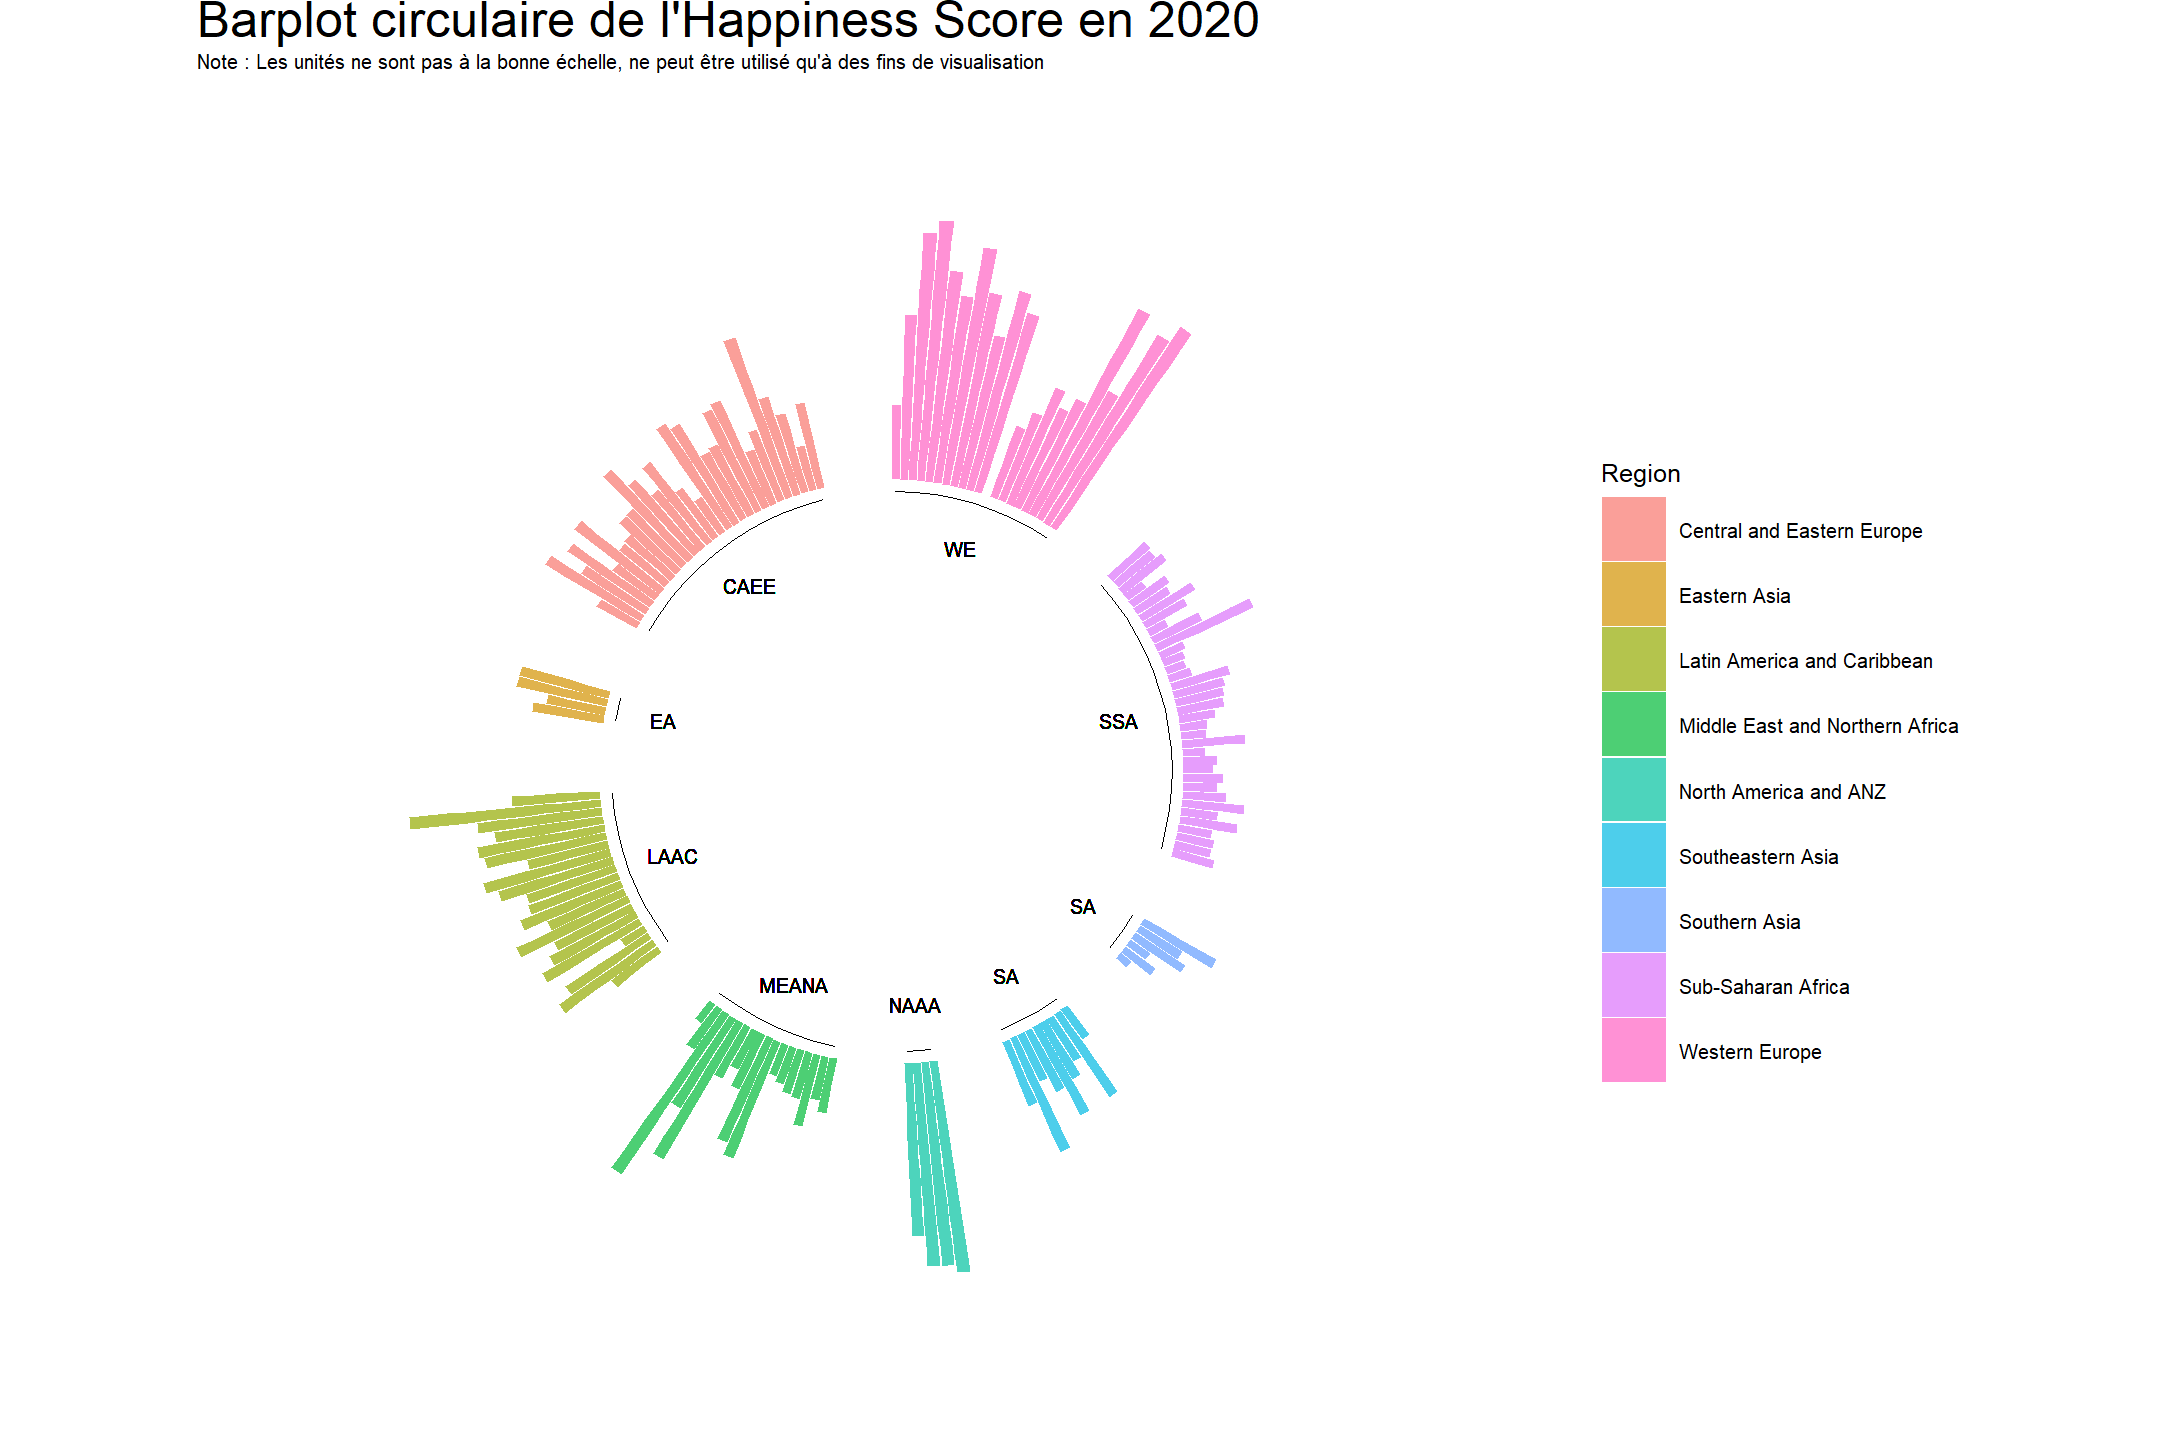 Barplot circulaire de l'Happiness Score en 2020
Note : Les unités ne sont pas à la bonne échelle, ne peut être utilisé qu'à des fins de visualisation
WE
CAEE
SSA
EA
LAAC
SA
SA
MEANA
NAAA
Region
Central and Eastern Europe
Eastern Asia
Latin America and Caribbean
Middle East and Northern Africa
North America and ANZ
Southeastern Asia
Southern Asia
Sub-Saharan Africa
Western Europe